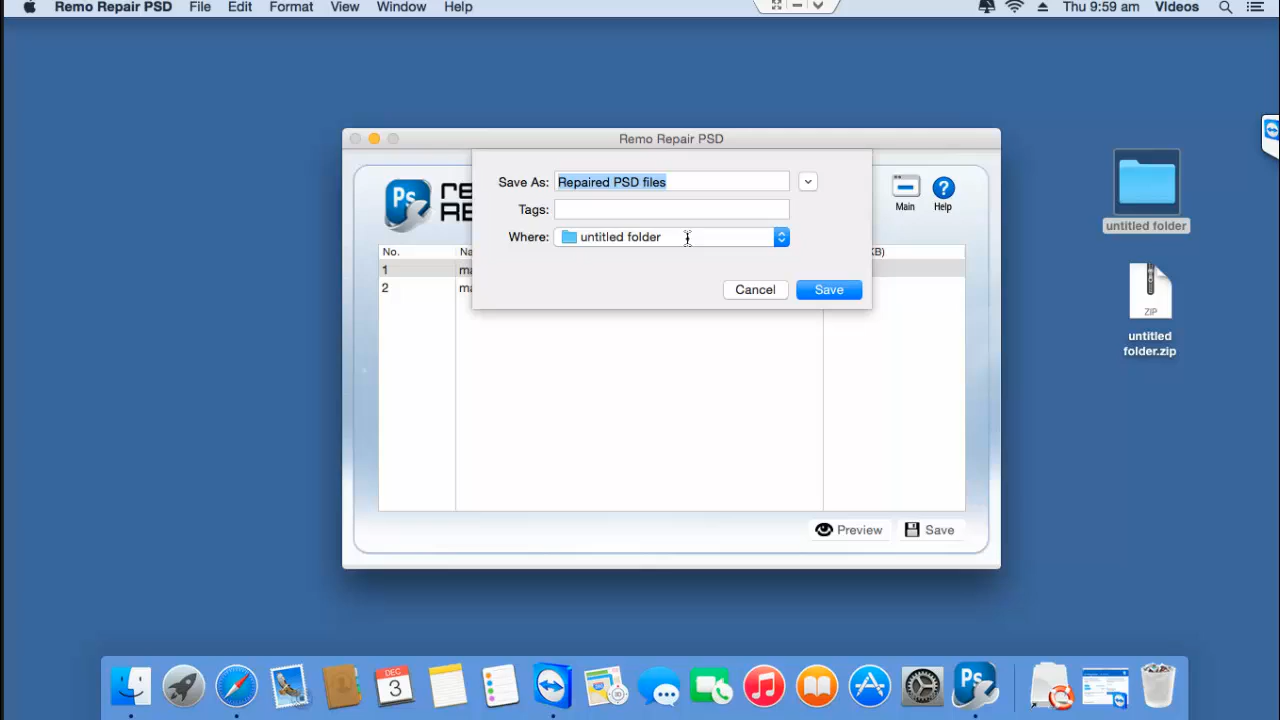 Remo Repair PSD File Edit Format View Window Help Thu 9:59 am Videos
Remo Repair PSD
Save As: Repaired PSD files
Tags:
Where: untitled folder
Cancel Save
Ps
Main Help
No.
1
2
Preview Save
untitled folder
ZIP
untitled
folder.zip
DEC
3